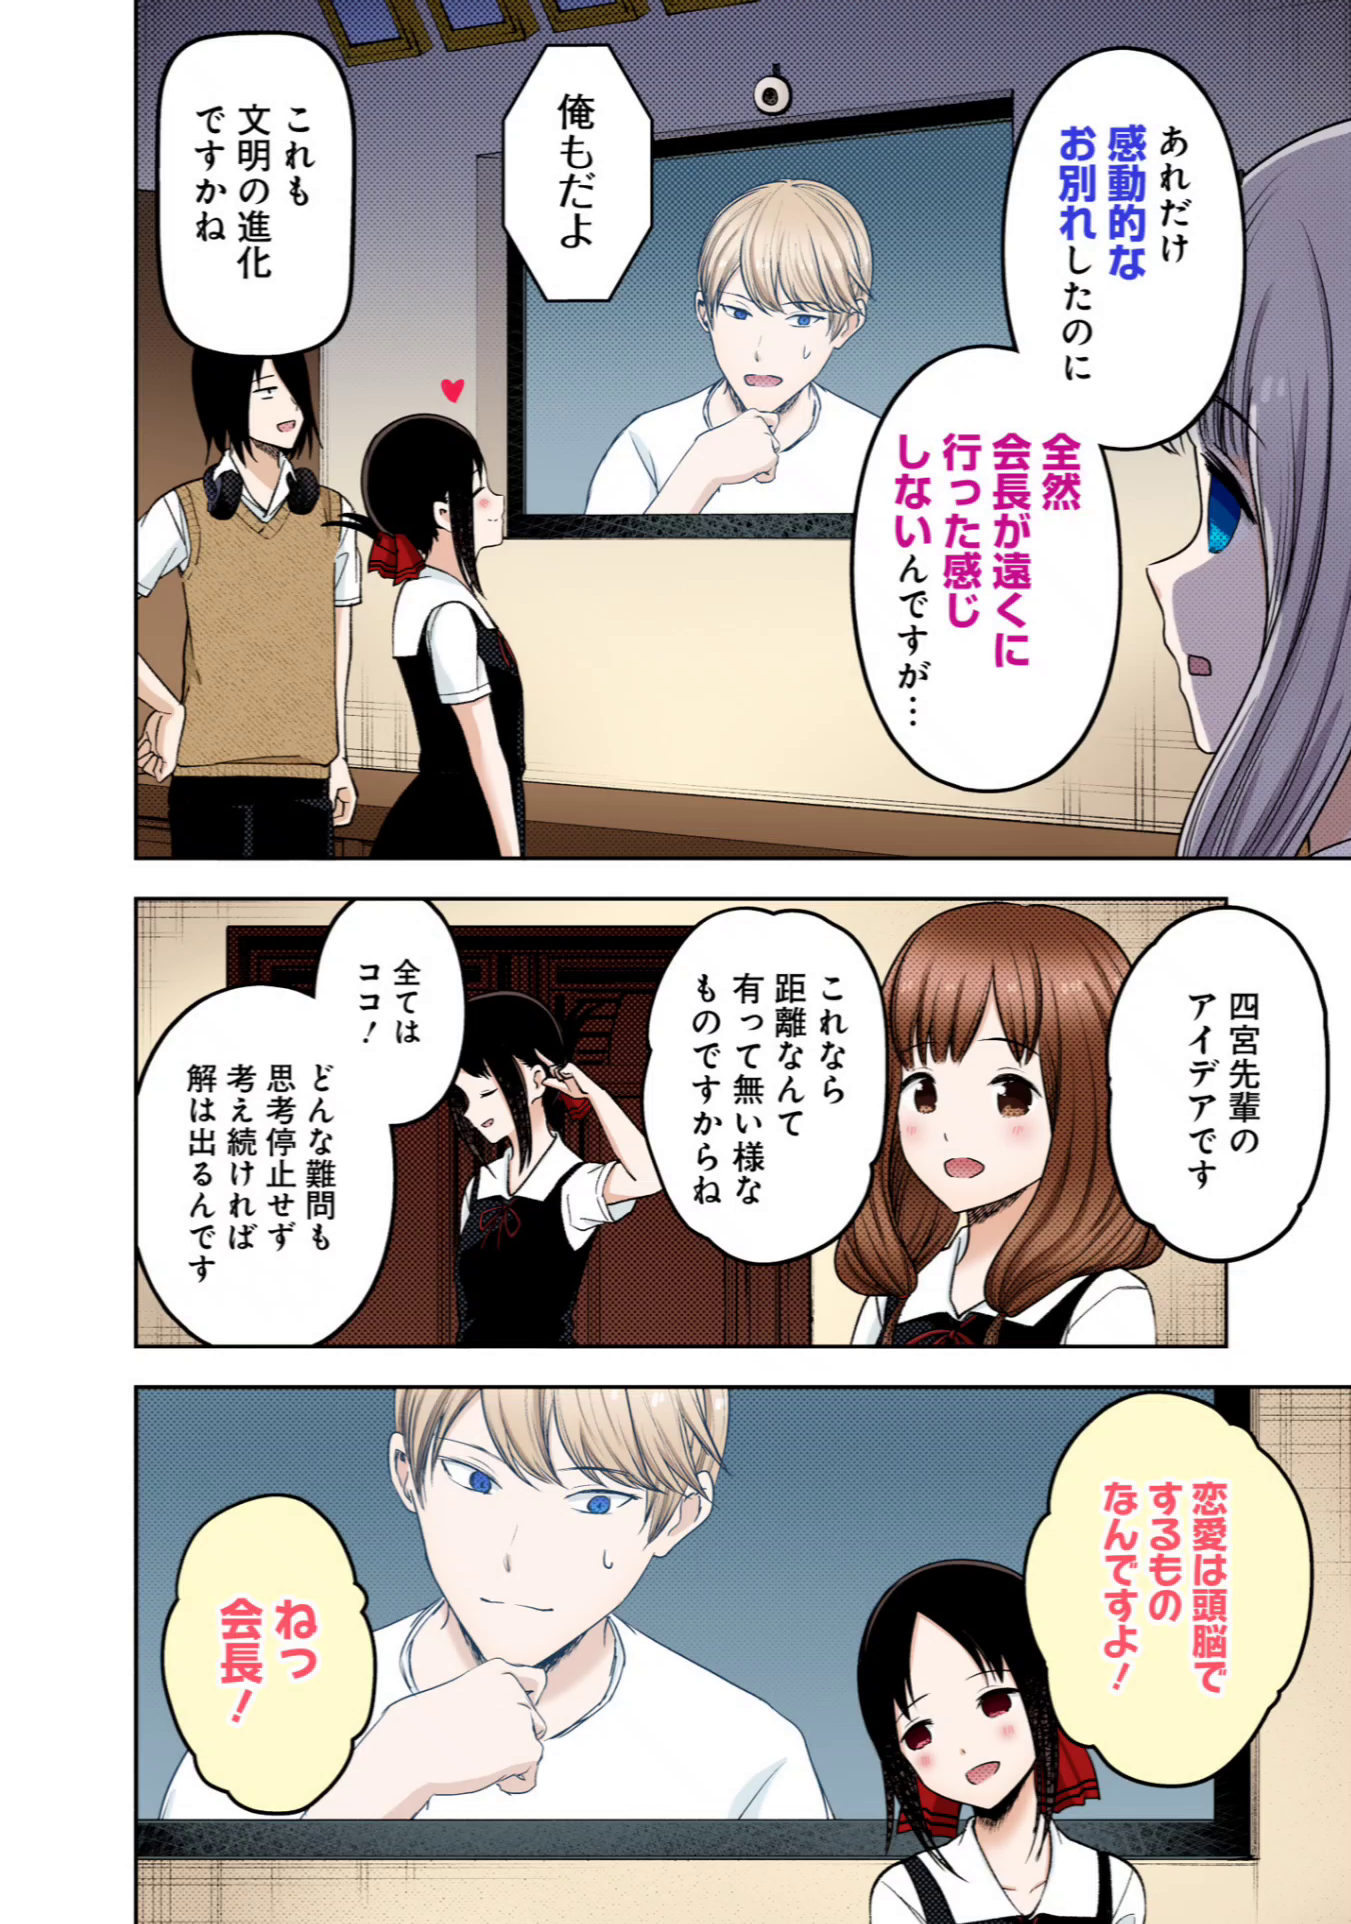 あれだけ
感動的な
お別れしたのに
全然
会長が遠くに
行った感じ
しないんですが…
俺もだよ
これも
文明の進化
ですかね
四宮先輩の
アイデアです
これなら
距離なんて
有って無い様な
ものですからね
全ては
ココ！
どんな難問も
思考停止せず
考え続ければ
解は出るんです
恋愛は頭脳で
するもの
なんですよ！
ねっ
会長！